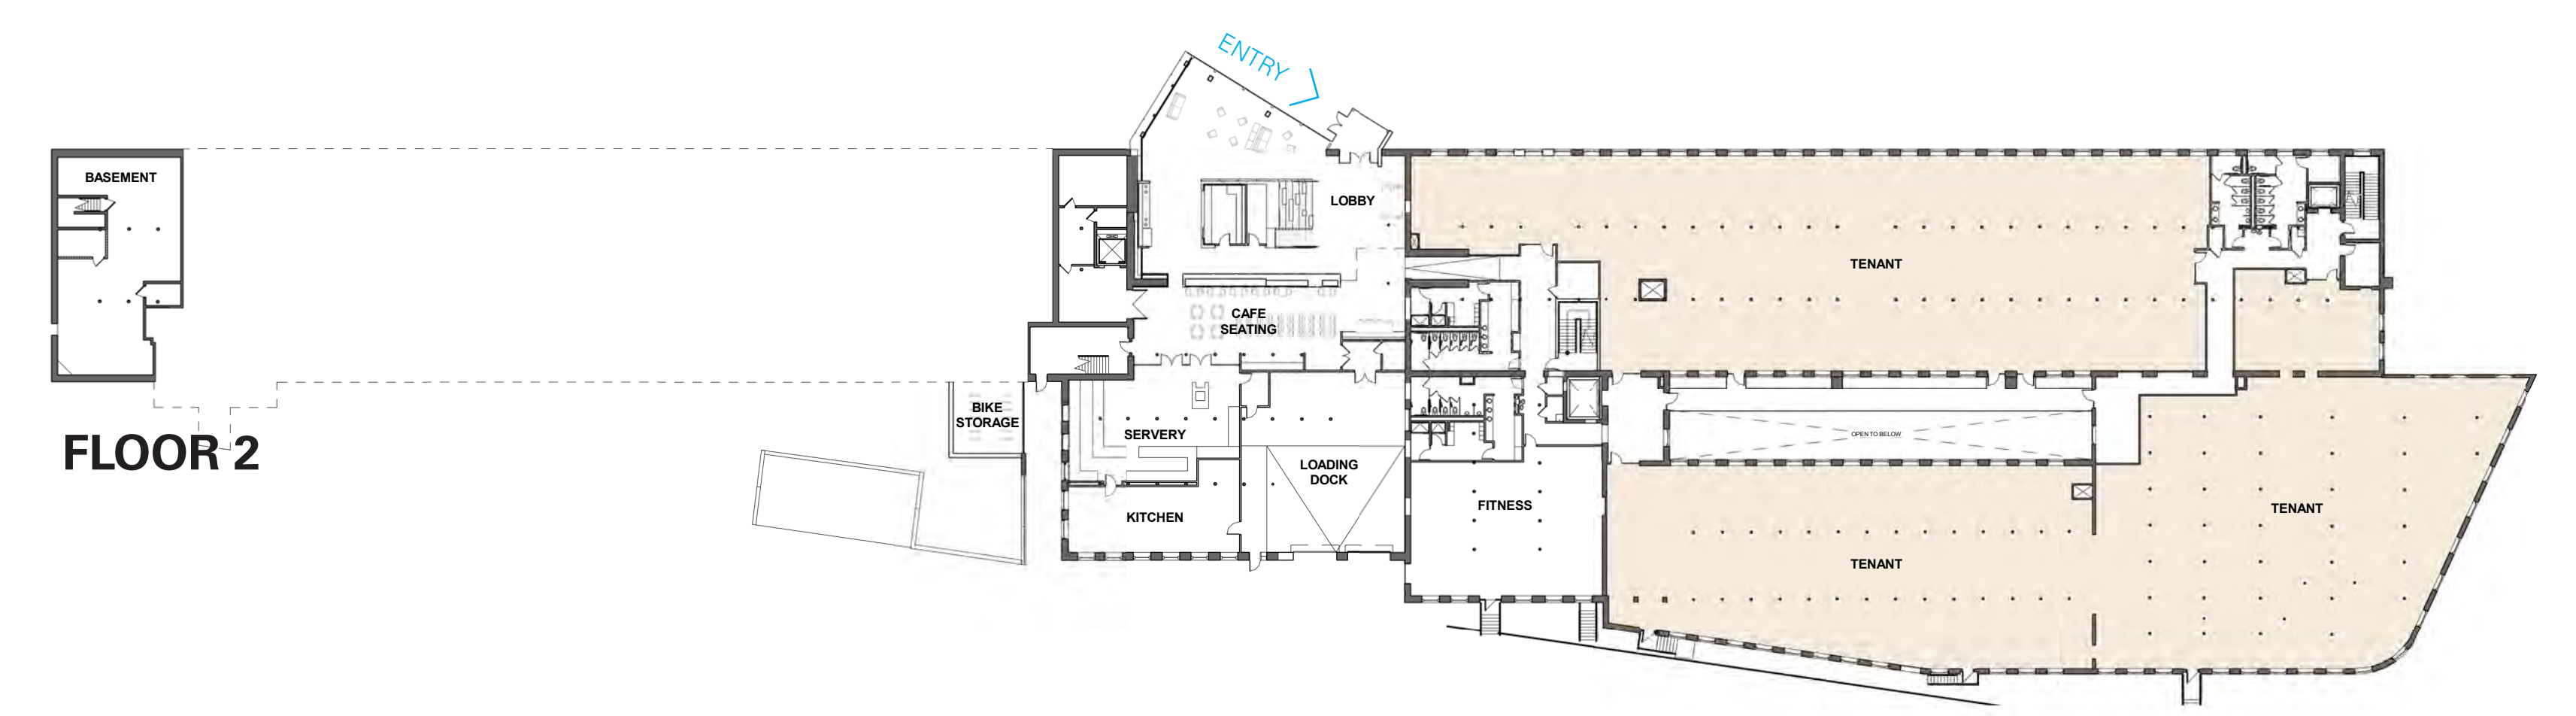 ENTRY
BASEMENT
LOBBY
TENANT
CAFE
SEATING
BIKE
STORAGE
SERVERY
OPEN TO BELOW
FLOOR 2
LOADING
DOCK
FITNESS
TENANT
KITCHEN
TENANT